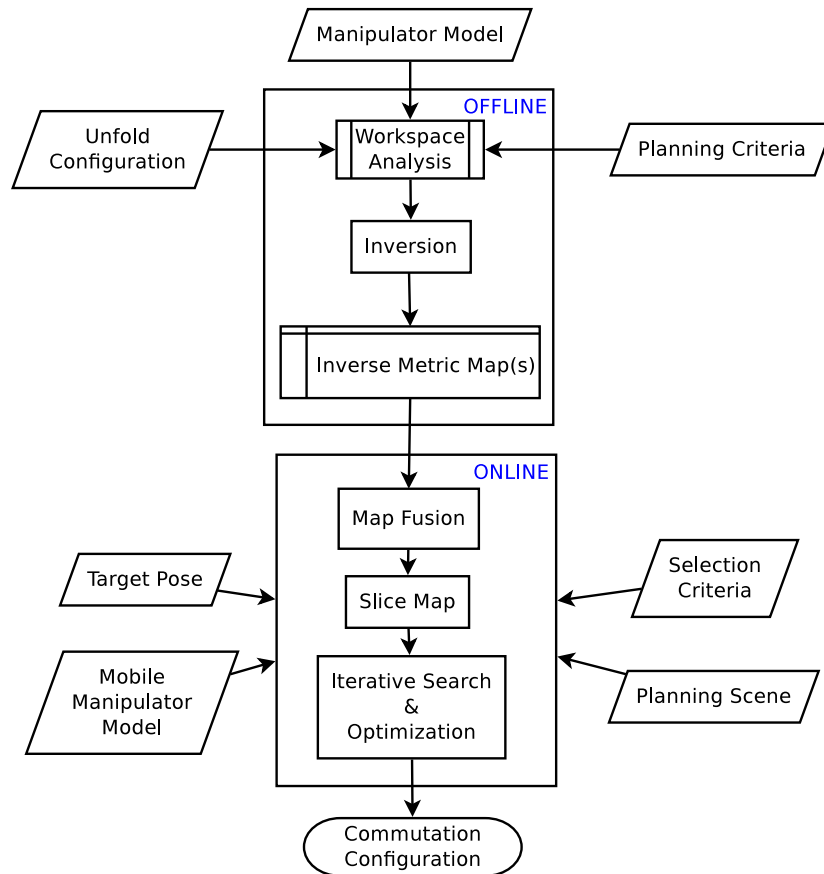 Manipulator Model
OFFLINE
Unfold
Configuration
Workspace
Analysis
Planning Criteria
Inversion
Inverse Metric Map(s)
ONLINE
Map Fusion
Target Pose
Slice Map
Selection
Criteria
Mobile
Manipulator
Model
Iterative Search
&
Optimization
Planning Scene
Commutation
Configuration